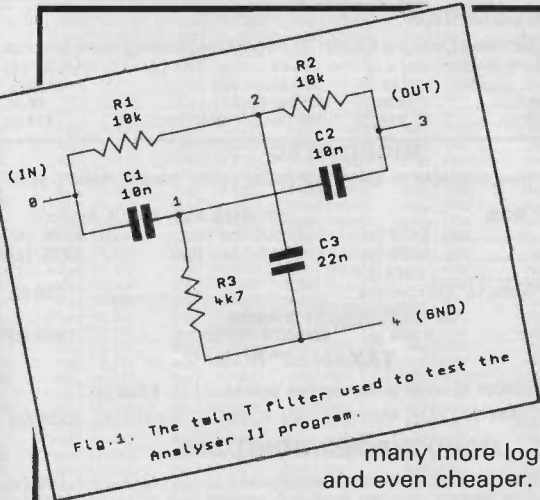 R2
10k
R1
10k
2
(OUT)
3
(IN)
0
C1
10n
1
C2
10n
C3
22n
R3
4k7
4 (GND)
Fig.1. The twin T filter used to test the
Analyser II program.
many more log
and even cheaper.